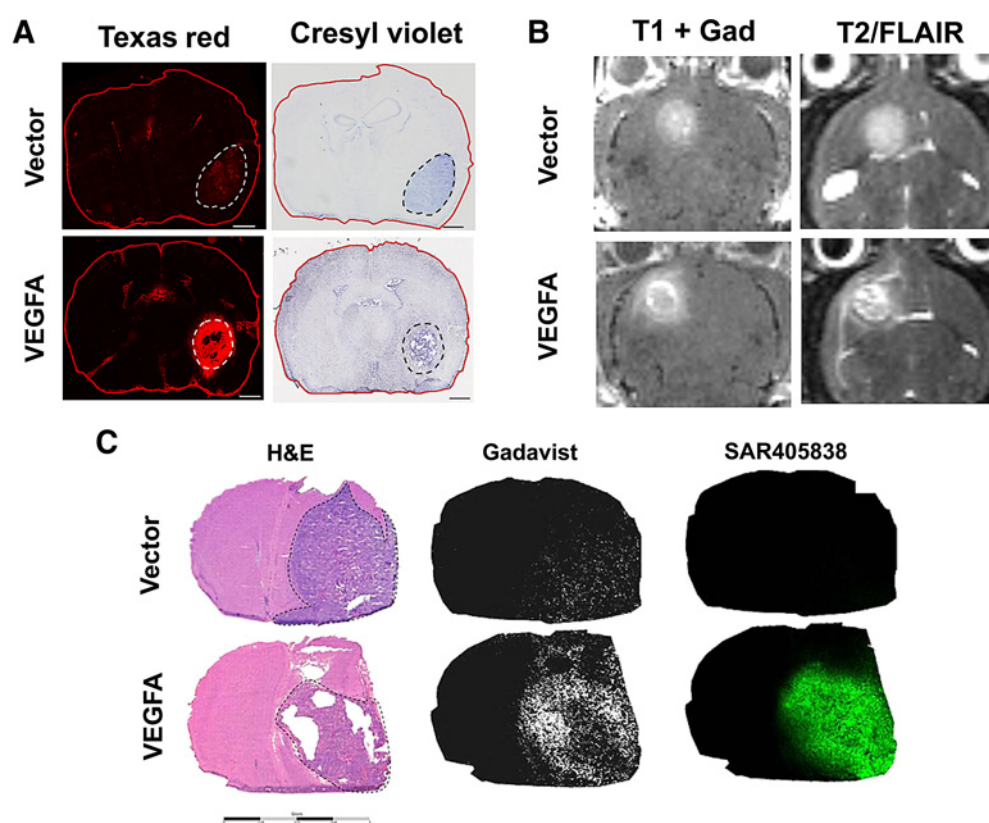 A
Texas red
Cresyl violet
Vector
VEGFA
B
T1 + Gad
T2/FLAIR
Vector
VEGFA
C
H&E
Gadavist
SAR405838
Vector
VEGFA